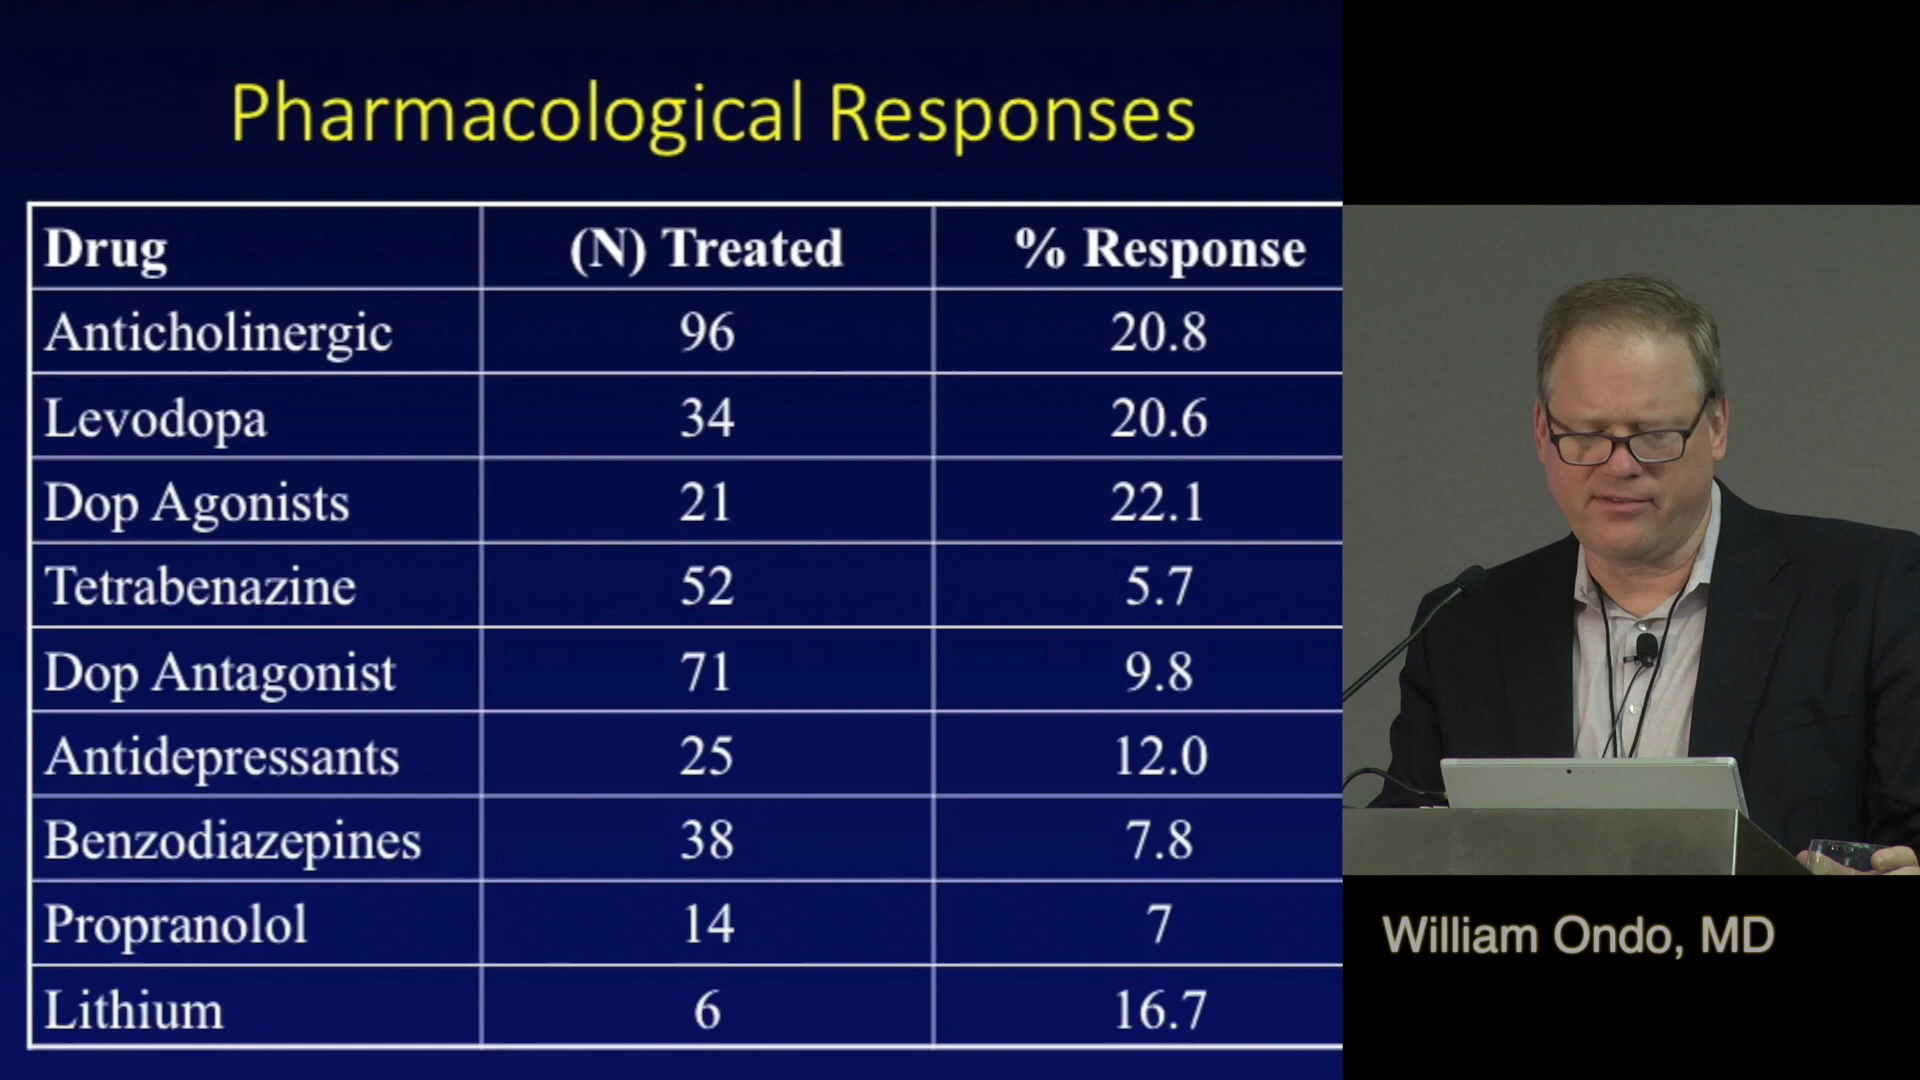 Pharmacological Responses
Drug (N) Treated % Response
Anticholinergic 96 20.8
Levodopa 34 20.6
Dop Agonists 21 22.1
Tetrabenazine 52 5.7
Dop Antagonist 71 9.8
Antidepressants 25 12.0
Benzodiazepines 38 7.8
Propranolol 14 7
Lithium 6 16.7
William Ondo, MD